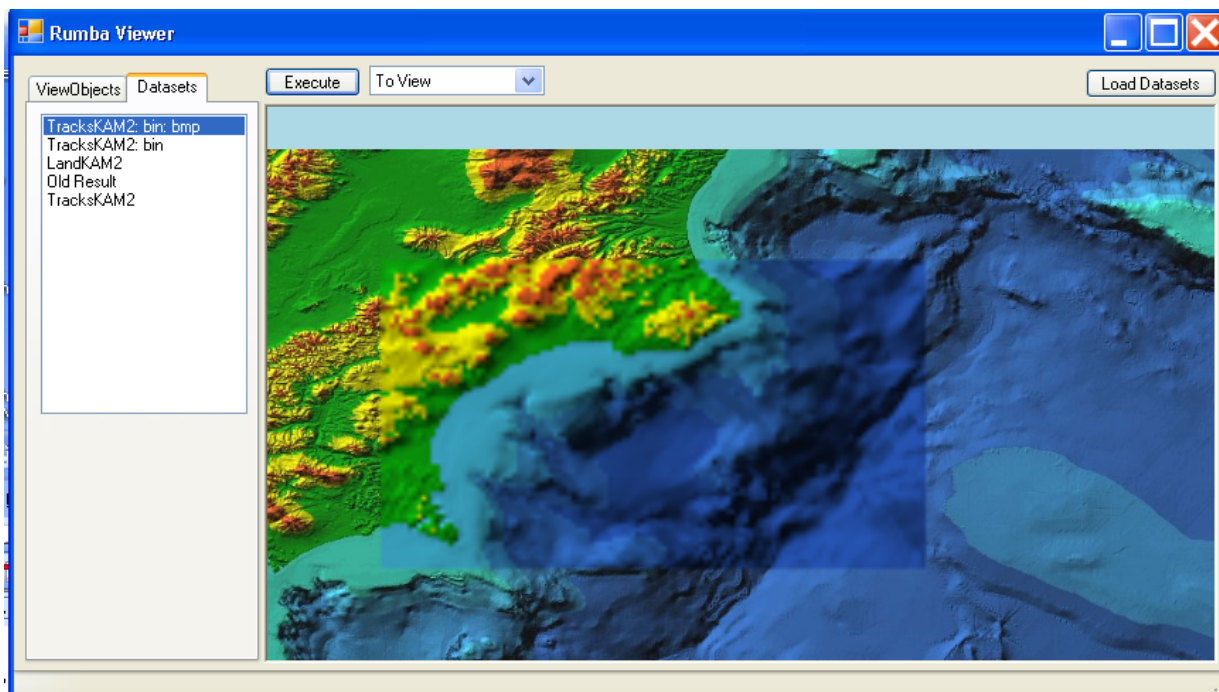 Rumba Viewer
ViewObjects Datasets
Execute To View Load Datasets
TracksKAM2: bin: bmp
TracksKAM2: bin
LandKAM2
Old Result
TracksKAM2